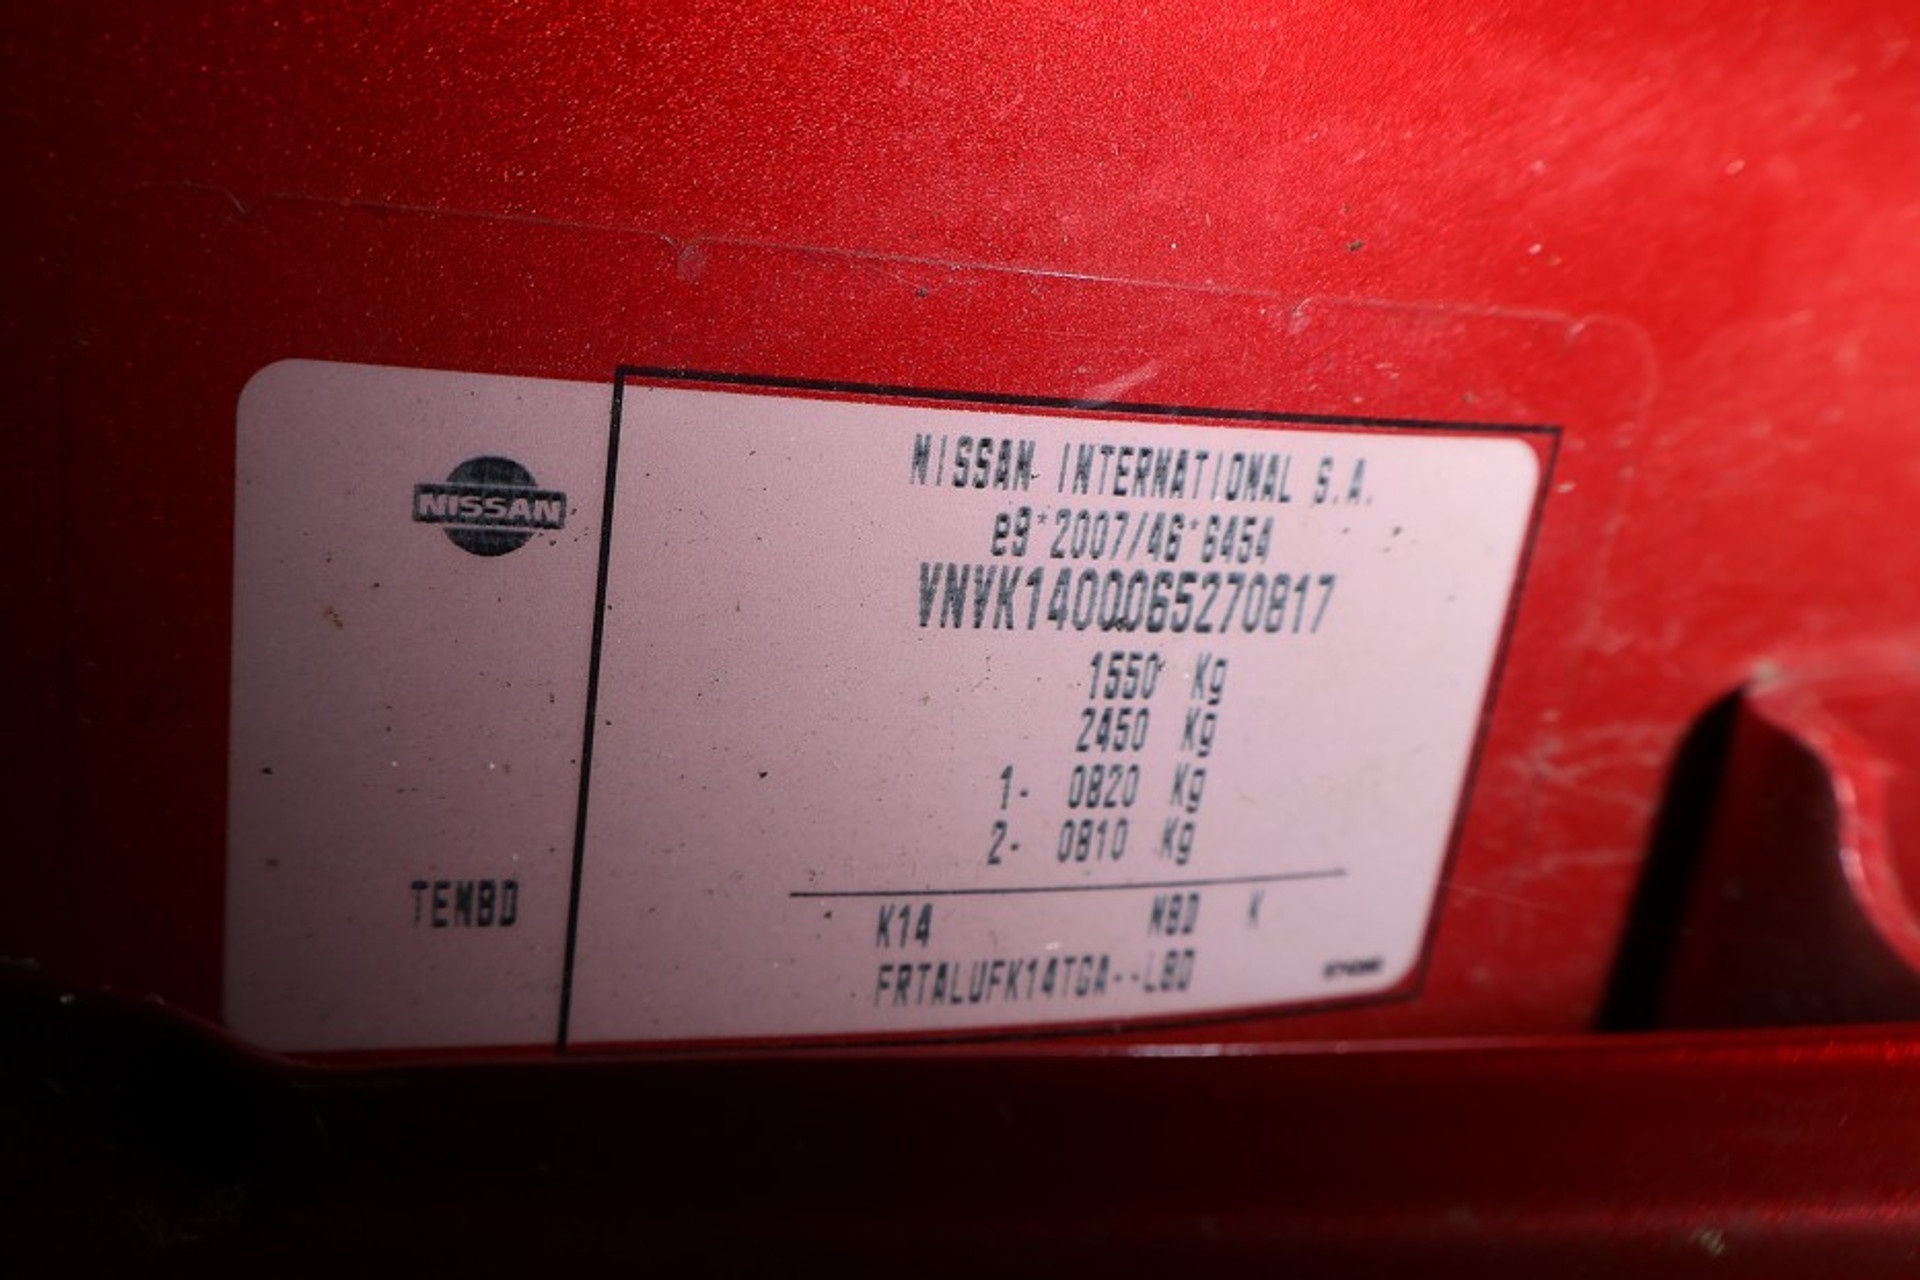 NISSAN
NISSAN INTERNATIONAL S.A.
e9*2007/46*6454
VNVK1400065270817
1550 Kg
2450 Kg
1- 0820 Kg
2- 0810 Kg
TEMBD
K14 NBD K
FRTALUFK14TGA--LBD